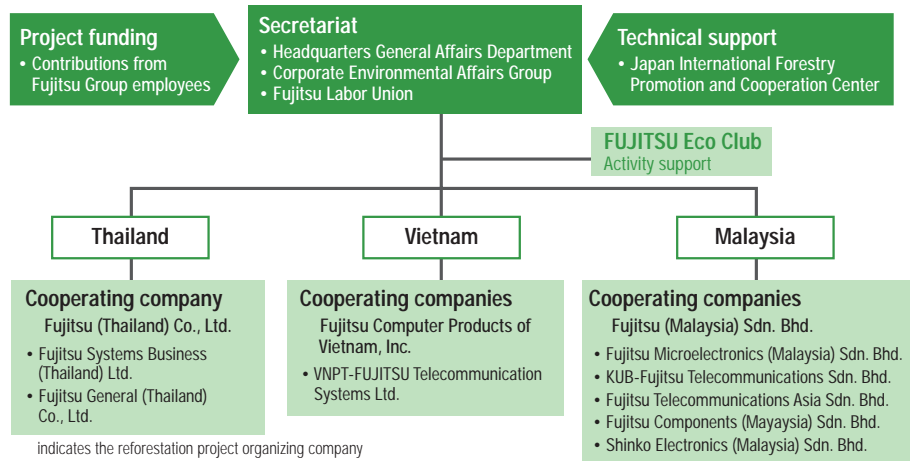 Project funding
• Contributions from
Fujitsu Group employees
Secretariat
• Headquarters General Affairs Department
• Corporate Environmental Affairs Group
• Fujitsu Labor Union
Technical support
• Japan International Forestry
Promotion and Cooperation Center
FUJITSU Eco Club
Activity support
Thailand
Vietnam
Malaysia
Cooperating company
Fujitsu (Thailand) Co., Ltd.
• Fujitsu Systems Business
(Thailand) Ltd.
• Fujitsu General (Thailand)
Co., Ltd.
Cooperating companies
Fujitsu Computer Products of
Vietnam, Inc.
• VNPT-FUJITSU Telecommunication
Systems Ltd.
Cooperating companies
Fujitsu (Malaysia) Sdn. Bhd.
• Fujitsu Microelectronics (Malaysia) Sdn. Bhd.
• KUB-Fujitsu Telecommunications Sdn. Bhd.
• Fujitsu Telecommunications Asia Sdn. Bhd.
• Fujitsu Components (Mayaysia) Sdn. Bhd.
• Shinko Electronics (Malaysia) Sdn. Bhd.
indicates the reforestation project organizing company